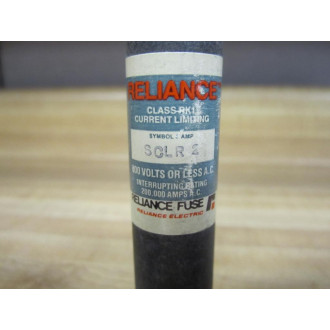 RELIANCE
CLASS RK1
CURRENT LIMITING
SYMBOL: AMP
SCLR 2
VOLTS OR LESS A.C.
INTERRUPTING RATING
200,000 AMPS A.C.
RELIANCE FUSE
RELIANCE ELECTRIC